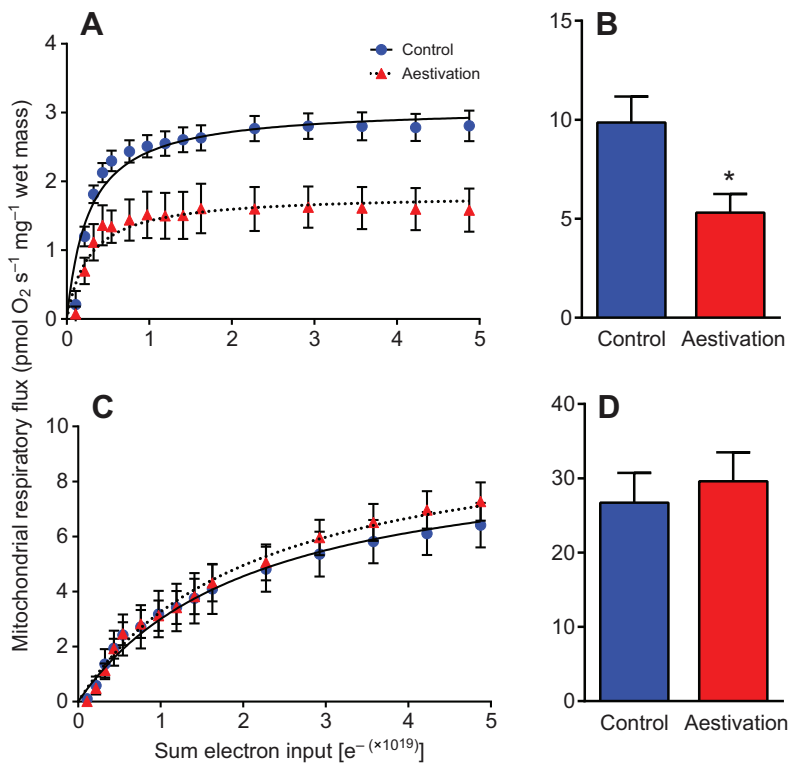 A
Control
Aestivation
4
3
2
1
0
0 1 2 3 4 5
B
15
10
5
0
*
Control Aestivation
Mitochondrial respiratory flux (pmol O₂ s⁻¹ mg⁻¹ wet mass)
C
10
8
6
4
2
0
0 1 2 3 4 5
Sum electron input [e⁻ ⁽ˣ¹⁰¹⁹⁾]
D
40
30
20
10
0
Control Aestivation